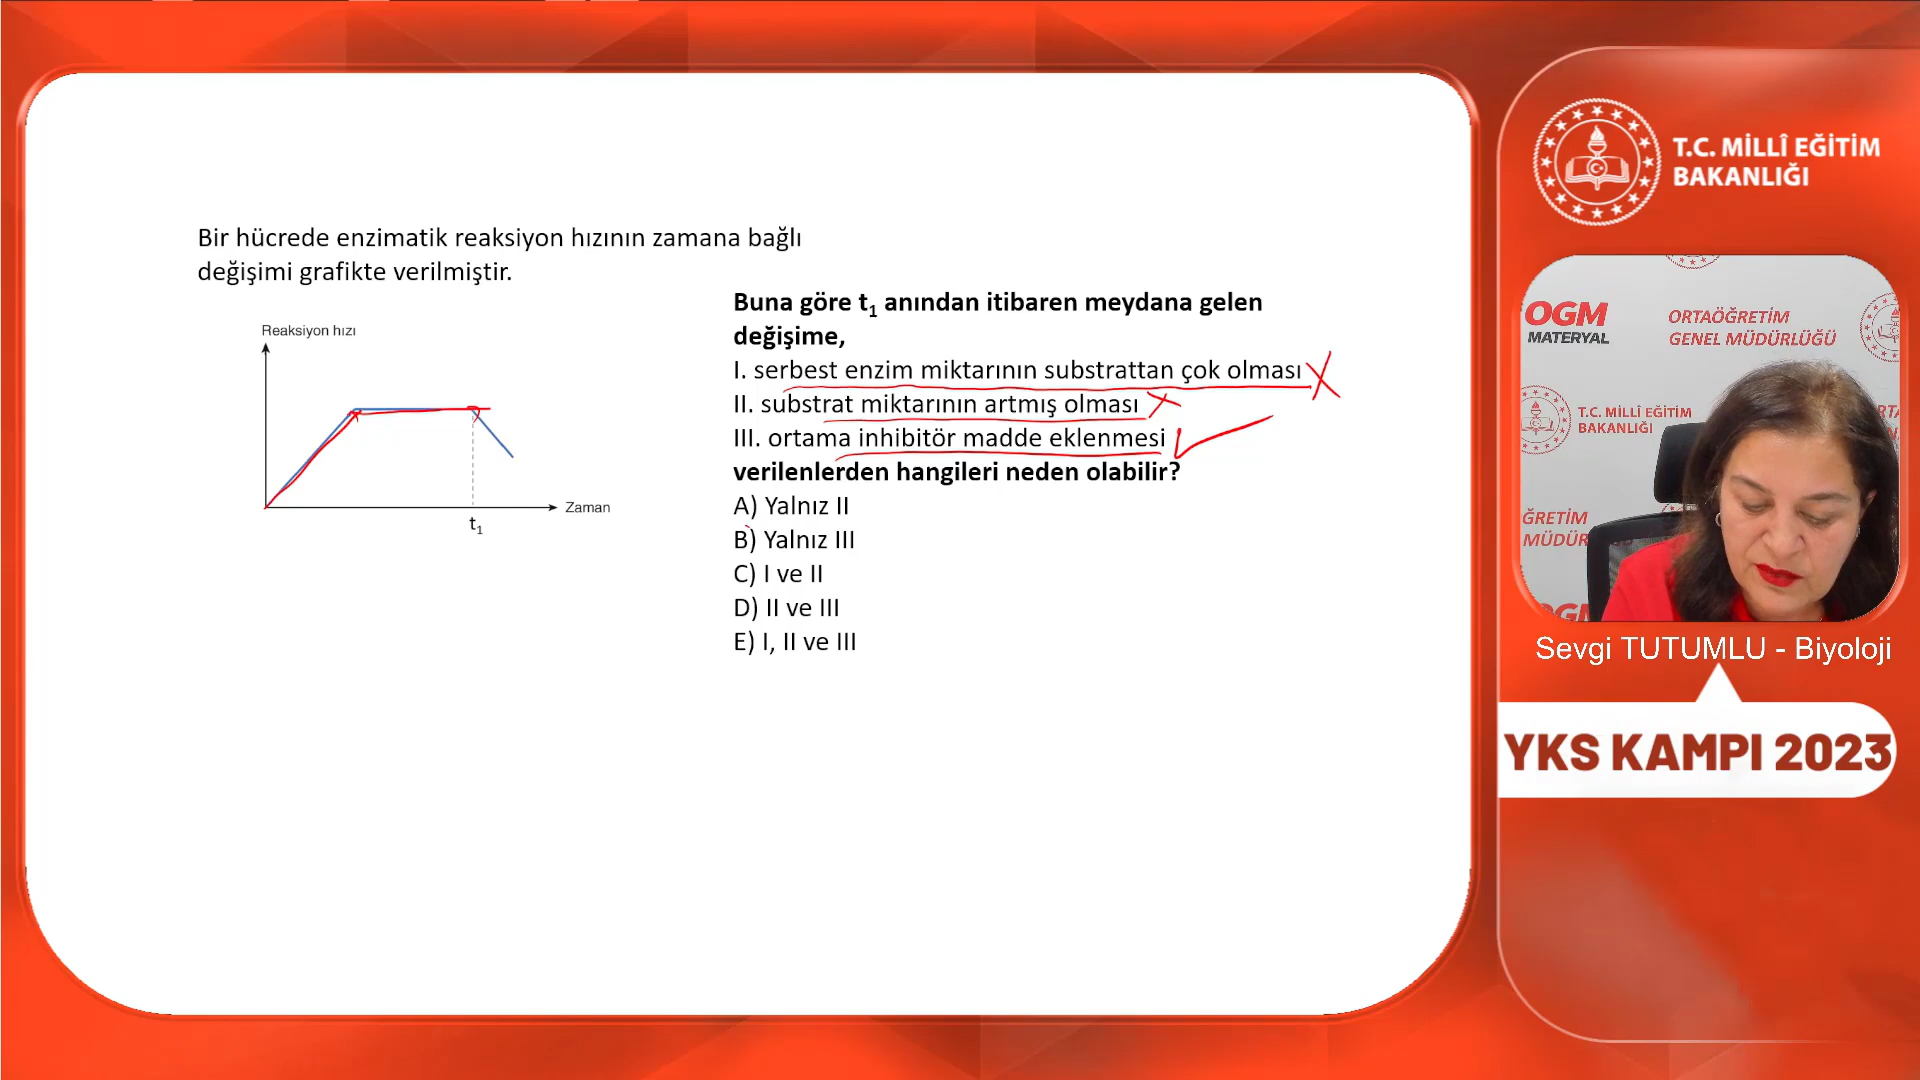 Bir hücrede enzimatik reaksiyon hızının zamana bağlı
değişimi grafikte verilmiştir.
Reaksiyon hızı
Zaman
t₁
Buna göre t₁ anından itibaren meydana gelen
değişime,
I. serbest enzim miktarının substrattan çok olması
II. substrat miktarının artmış olması
III. ortama inhibitör madde eklenmesi
verilenlerden hangileri neden olabilir?
A) Yalnız II
B) Yalnız III
C) I ve II
D) II ve III
E) I, II ve III
T.C. MİLLÎ EĞİTİM
BAKANLIĞI
OGM
MATERYAL
ORTAÖĞRETİM
GENEL MÜDÜRLÜĞÜ
T.C. MİLLÎ EĞİTİM
BAKANLIĞI
ĞRETİM
MÜDÜR
Sevgi TUTUMLU - Biyoloji
YKS KAMPI 2023